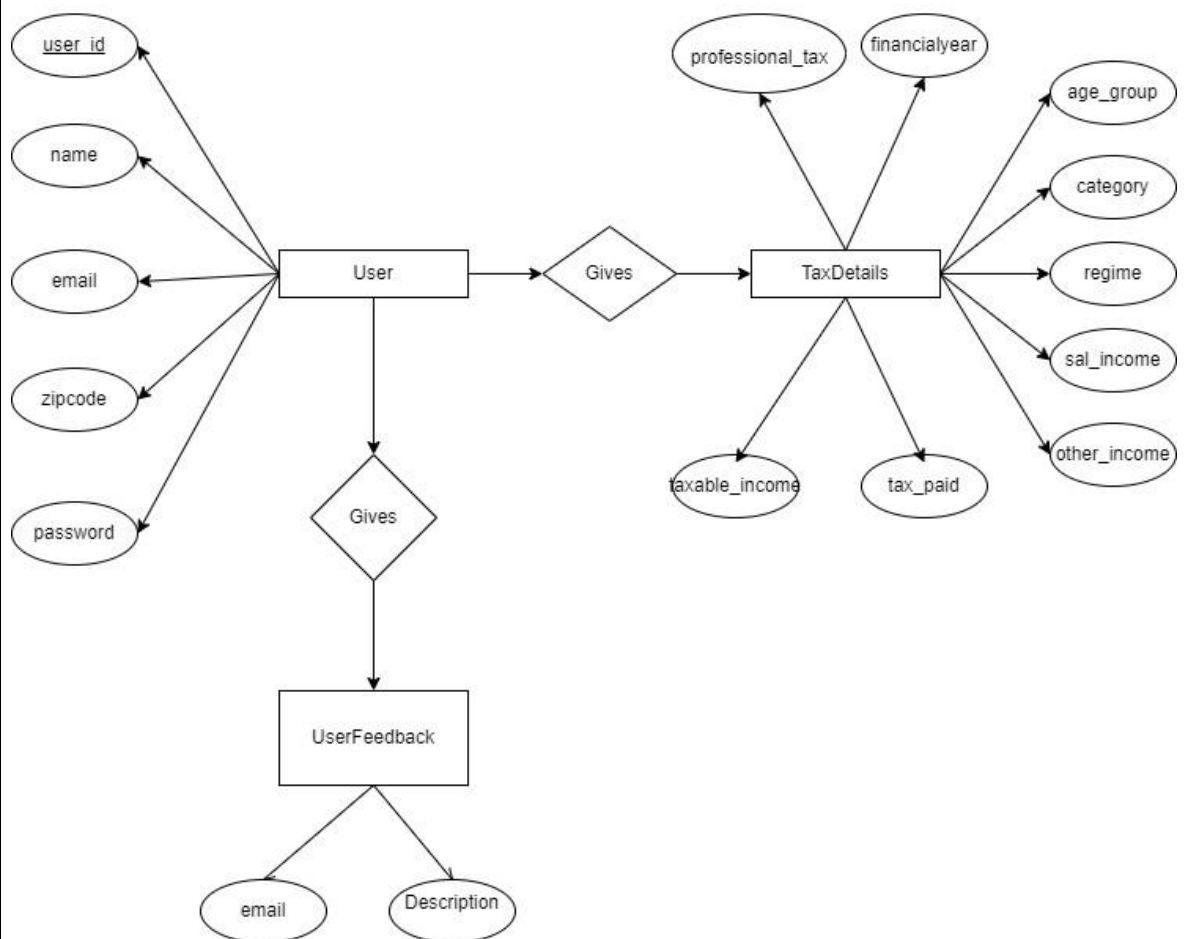 user_id
name
email
zipcode
password
User
Gives
TaxDetails
professional_tax
financialyear
age_group
category
regime
sal_income
other_income
taxable_income
tax_paid
Gives
UserFeedback
email
Description